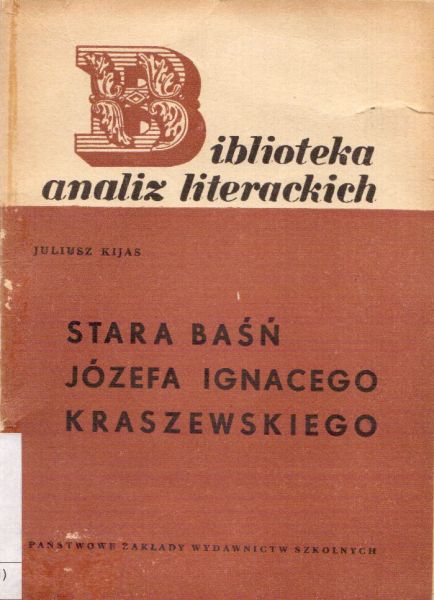 Biblioteka
analiz literackich
JULIUSZ KIJAS
STARA BAŚŃ
JÓZEFA IGNACEGO
KRASZEWSKIEGO
PAŃSTWOWE ZAKŁADY WYDAWNICTW SZKOLNYCH
)